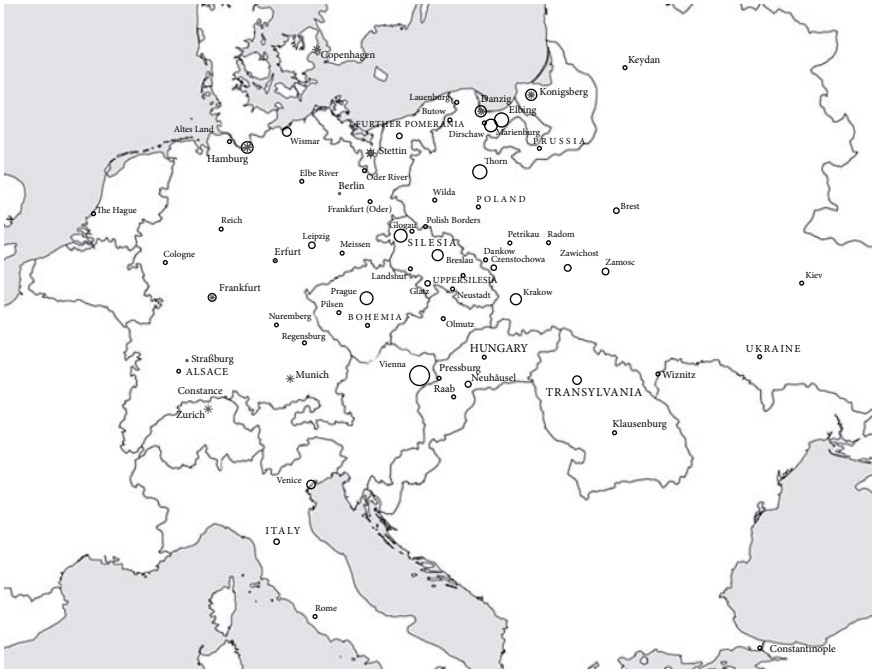 Copenhagen
Keydan
Konigsberg
Lauenburg
Danzig
Butow
Elbing
FURTHER POMERANIA
Altes Land
Wismar
Dirschaw
Marienburg
PRUSSIA
Hamburg
Stettin
Thorn
Elbe River
Oder River
Berlin
Wilda
POLAND
Frankfurt (Oder)
Brest
The Hague
Reich
Glogau
Polish Borders
Leipzig
SILESIA
Petrikau
Radom
Cologne
Erfurt
Meissen
Breslau
Dankow
Czenstochowa
Zawichost
Zamosc
Landshut
UPPERSILESIA
Kiev
Frankfurt
Prague
Glatz
Neustadt
Krakow
Pilsen
Nuremberg
BOHEMIA
Olmutz
Regensburg
HUNGARY
UKRAINE
Straßburg
ALSACE
Vienna
Pressburg
Wiznitz
Munich
Neuhäusel
Raab
TRANSYLVANIA
Constance
Zurich
Klausenburg
Venice
ITALY
Rome
Constantinople